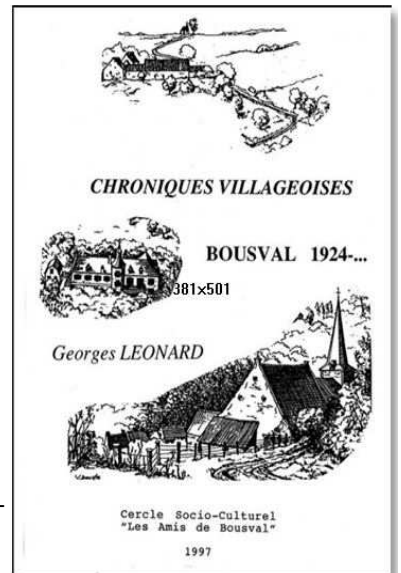 CHRONIQUES VILLAGEOISES
BOUSVAL 1924-...
381x501
Georges LEONARD
Cercle Socio-Culturel
"Les Amis de Bousval"
1997